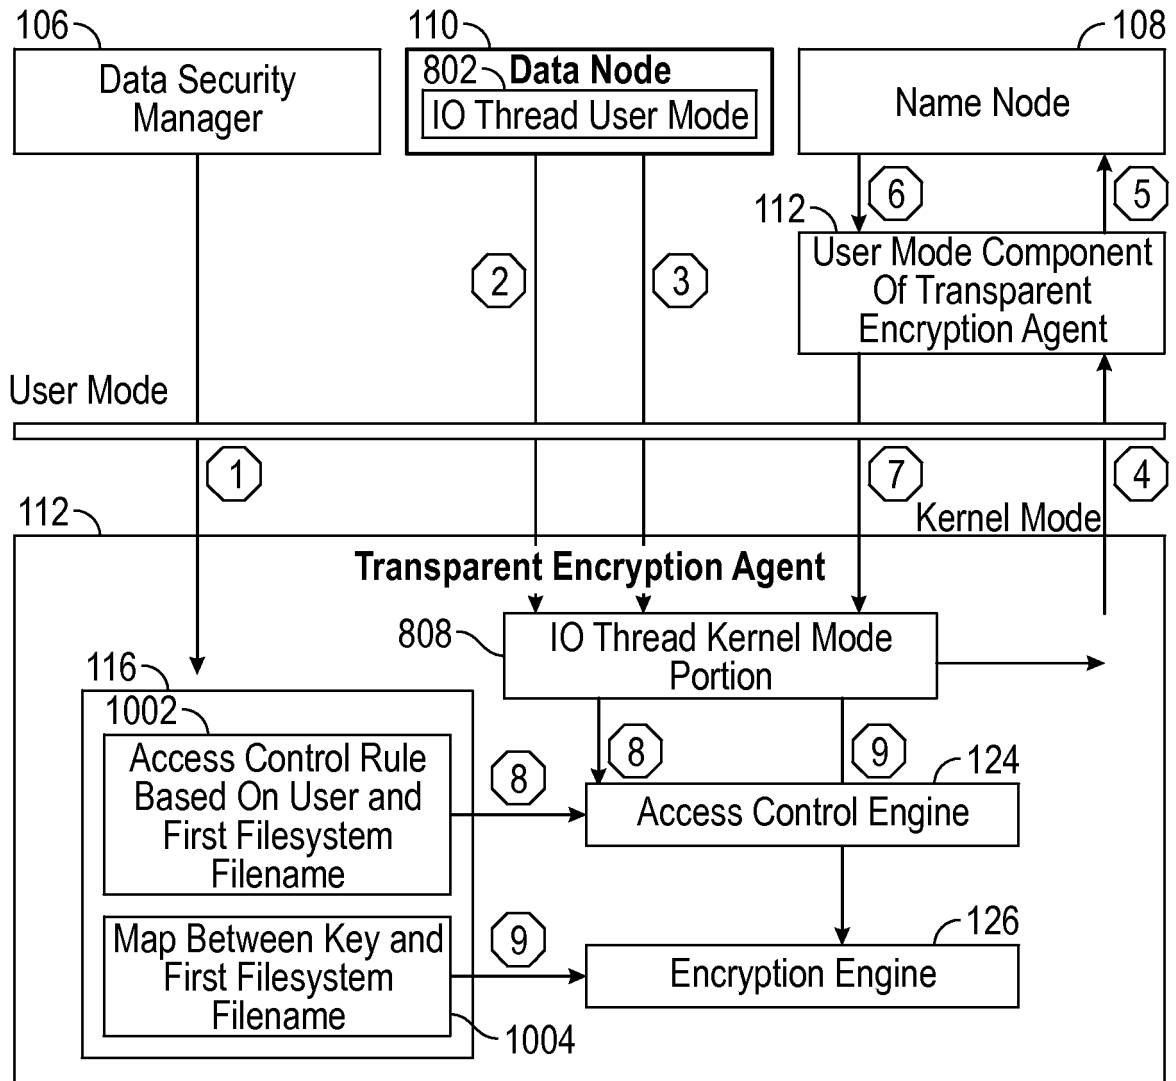 106
110
108
Data Security
Manager
802
Data Node
IO Thread User Mode
Name Node
6
5
112
User Mode Component
Of Transparent
Encryption Agent
2
3
User Mode
1
7
4
112
Kernel Mode
Transparent Encryption Agent
808
IO Thread Kernel Mode
Portion
116
1002
Access Control Rule
Based On User and
First Filesystem
Filename
8
8
9
124
Access Control Engine
Map Between Key and
First Filesystem
Filename
9
126
Encryption Engine
1004